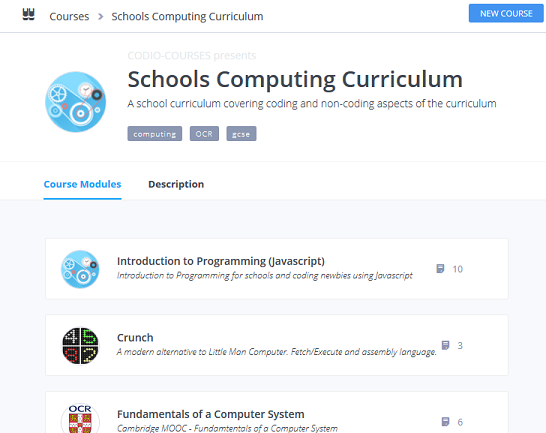 Courses > Schools Computing Curriculum
NEW COURSE
CODIO-COURSES presents
Schools Computing Curriculum
A school curriculum covering coding and non-coding aspects of the curriculum
computing OCR gcse
Course Modules Description
Introduction to Programming (Javascript)
Introduction to Programming for schools and coding newbies using Javascript
10
45
97
Crunch
A modern alternative to Little Man Computer. Fetch/Execute and assembly language.
3
OCR
Fundamentals of a Computer System
Cambridge MOOC - Fundamtentals of a Computer System
6